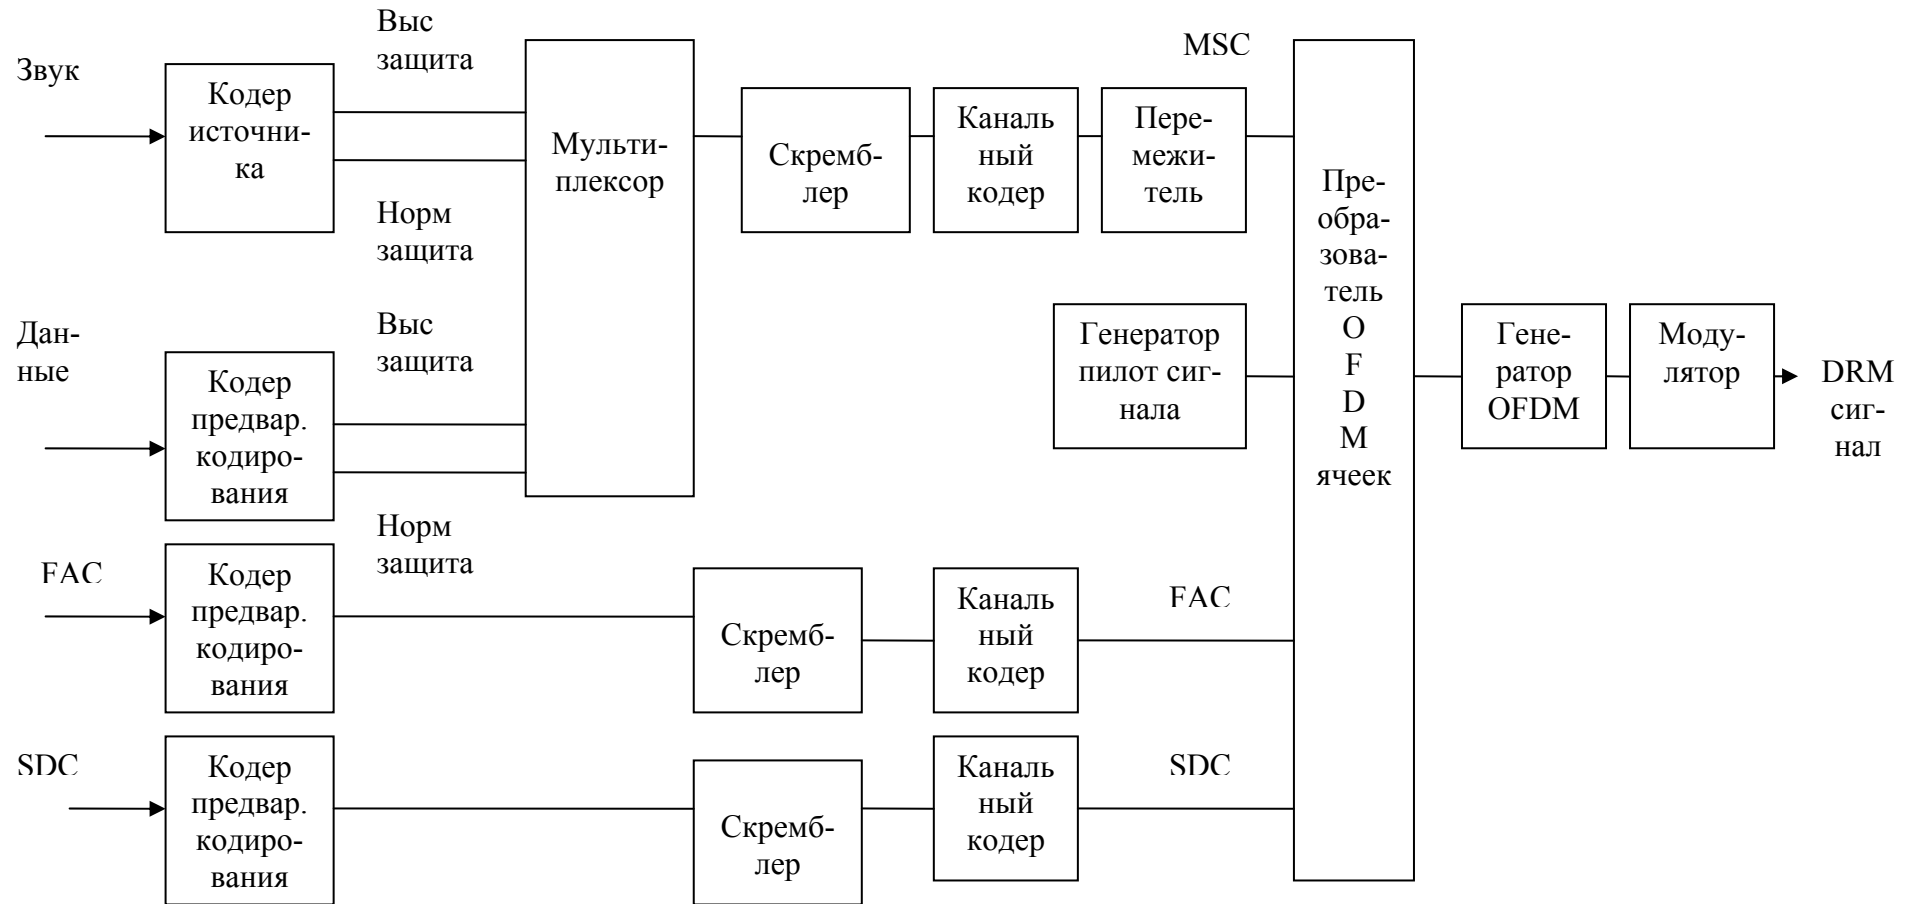 Звук
Кодер
источни-
ка
Выс
защита
Норм
защита
Мульти-
плексор
Скремб-
лер
Каналь
ный
кодер
Пере-
межи-
тель
MSC
Пре-
обра-
зова-
тель
O
F
D
M
ячеек
Дан-
ные
Кодер
предвар.
кодиро-
вания
Выс
защита
Норм
защита
Генератор
пилот сиг-
нала
Гене-
ратор
OFDM
Моду-
лятор
DRM
сиг-
нал
FAC
Кодер
предвар.
кодиро-
вания
Скремб-
лер
Каналь
ный
кодер
FAC
SDC
Кодер
предвар.
кодиро-
вания
Скремб-
лер
Каналь
ный
кодер
SDC